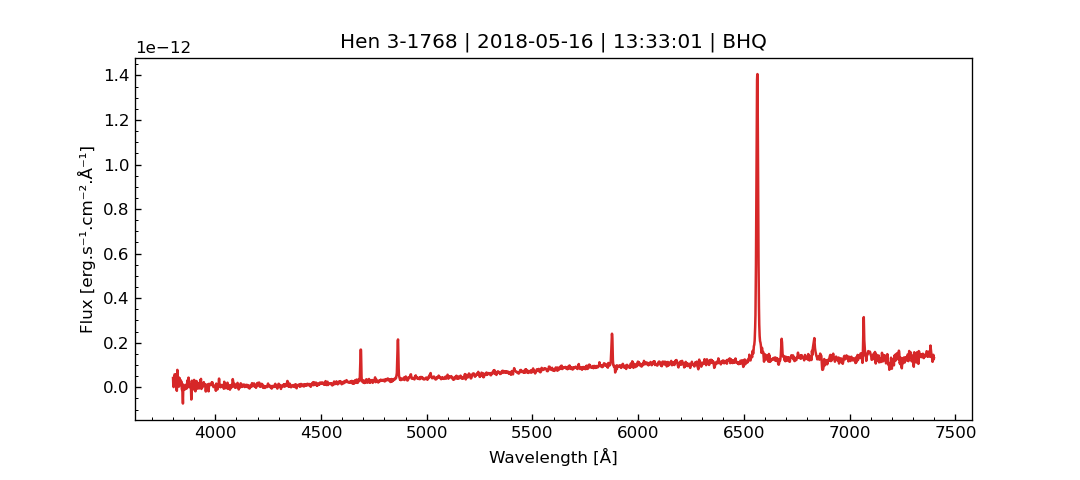 Hen 3-1768 | 2018-05-16 | 13:33:01 | BHQ
1e−12
1.4
1.2
1.0
0.8
0.6
0.4
0.2
0.0
Flux [erg.s⁻¹.cm⁻².Å⁻¹]
4000 4500 5000 5500 6000 6500 7000 7500
Wavelength [Å]